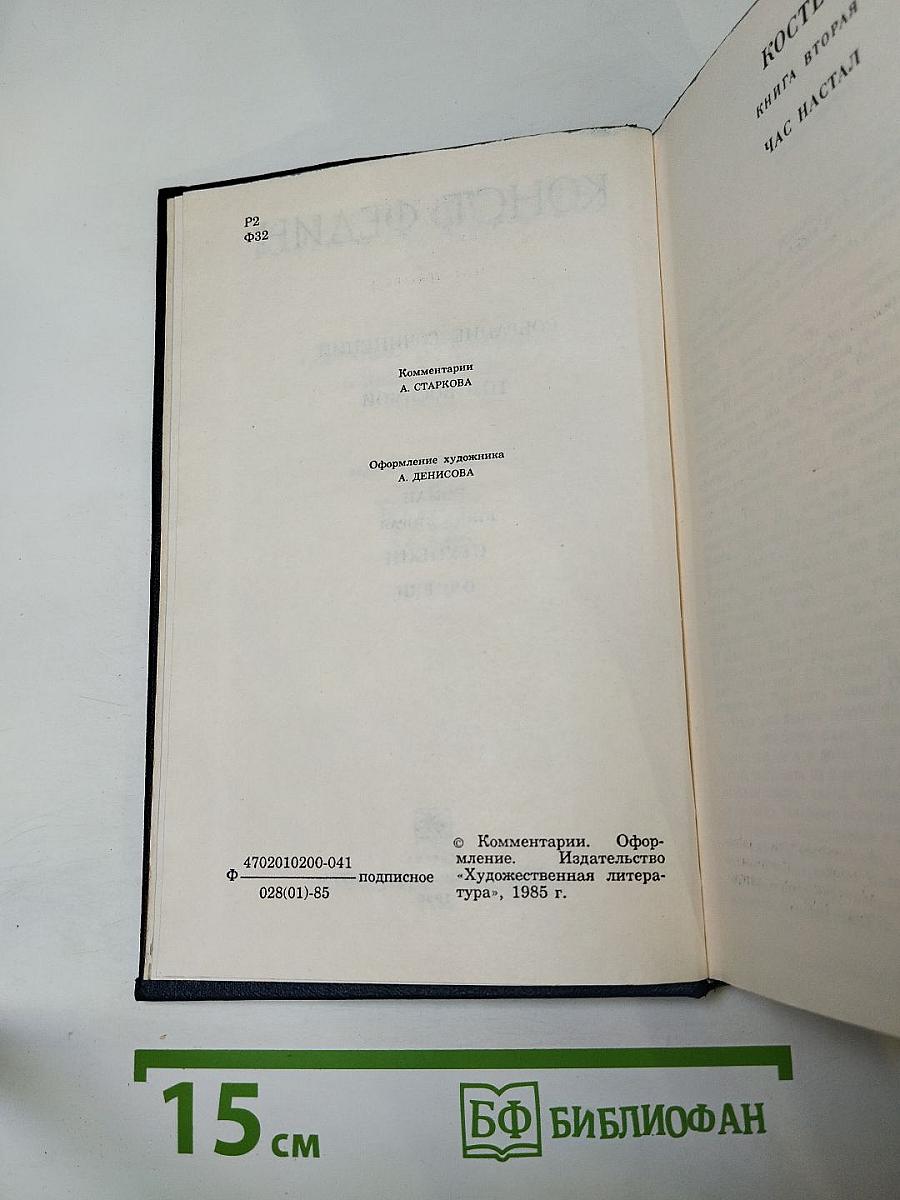 Р2
Ф32
Комментарии
А. СТАРКОВА
Оформление художника
А. ДЕНИСОВА
Ф 4702010200-041 подписное
028(01)-85
© Комментарии. Офор-
мление. Издательство
«Художественная литера-
тура», 1985 г.
КОСТЕ
КНИГА ВТОРАЯ
ЧАС НАСТАЛ
15 см
БФ БИБЛИОФАН